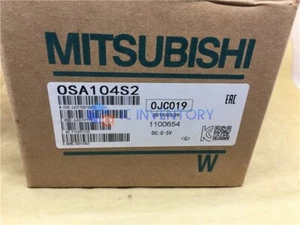 MITSUBISHI
OSA104S2
OJC019
INVENTORY
1100654
DC.0-5V
EAC
W